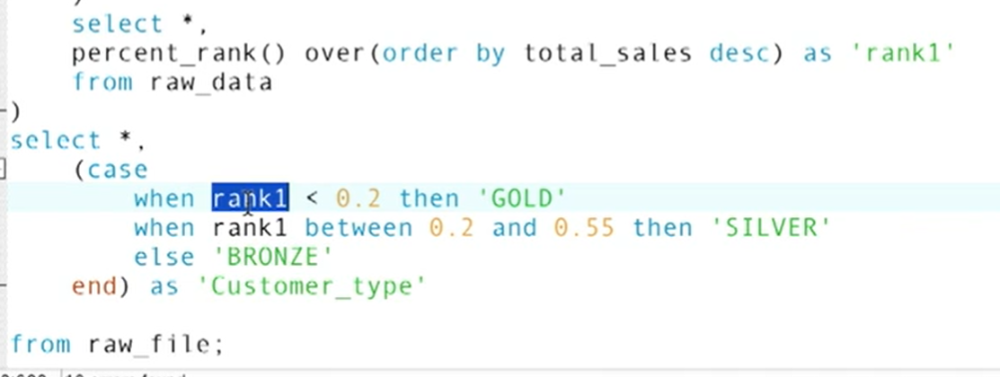 )
select *,
percent_rank() over(order by total_sales desc) as 'rank1'
from raw_data
)
select *,
(case
when rank1 < 0.2 then 'GOLD'
when rank1 between 0.2 and 0.55 then 'SILVER'
else 'BRONZE'
end) as 'Customer_type'
from raw_file;